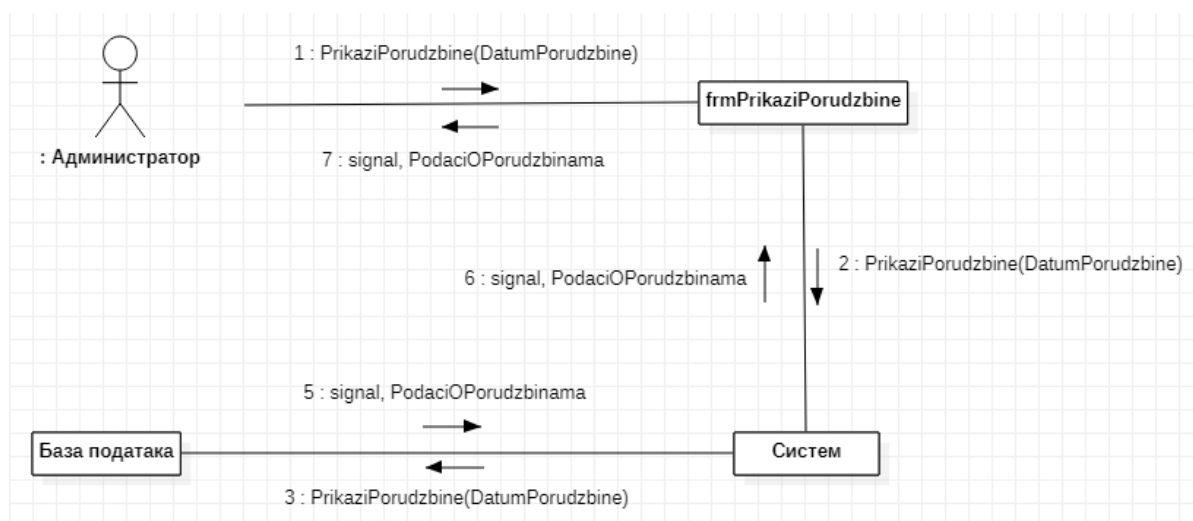 1 : PrikaziPorudzbine(DatumPorudzbine)
frmPrikaziPorudzbine
: Администратор
7 : signal, PodaciOPorudzbinama
6 : signal, PodaciOPorudzbinama
2 : PrikaziPorudzbine(DatumPorudzbine)
5 : signal, PodaciOPorudzbinama
База података
Систем
3 : PrikaziPorudzbine(DatumPorudzbine)